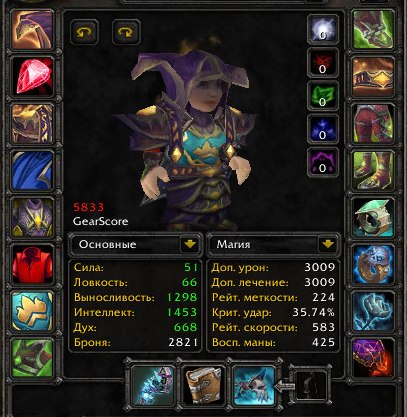 0
0
0
0
0
5833
GearScore
Основные
Магия
Сила: 51
Доп. урон: 3009
Ловкость: 66
Доп. лечение: 3009
Выносливость: 1298
Рейт. меткости: 224
Интеллект: 1453
Крит. удар: 35.74%
Дух: 668
Рейт. скорости: 583
Броня: 2821
Восп. маны: 425